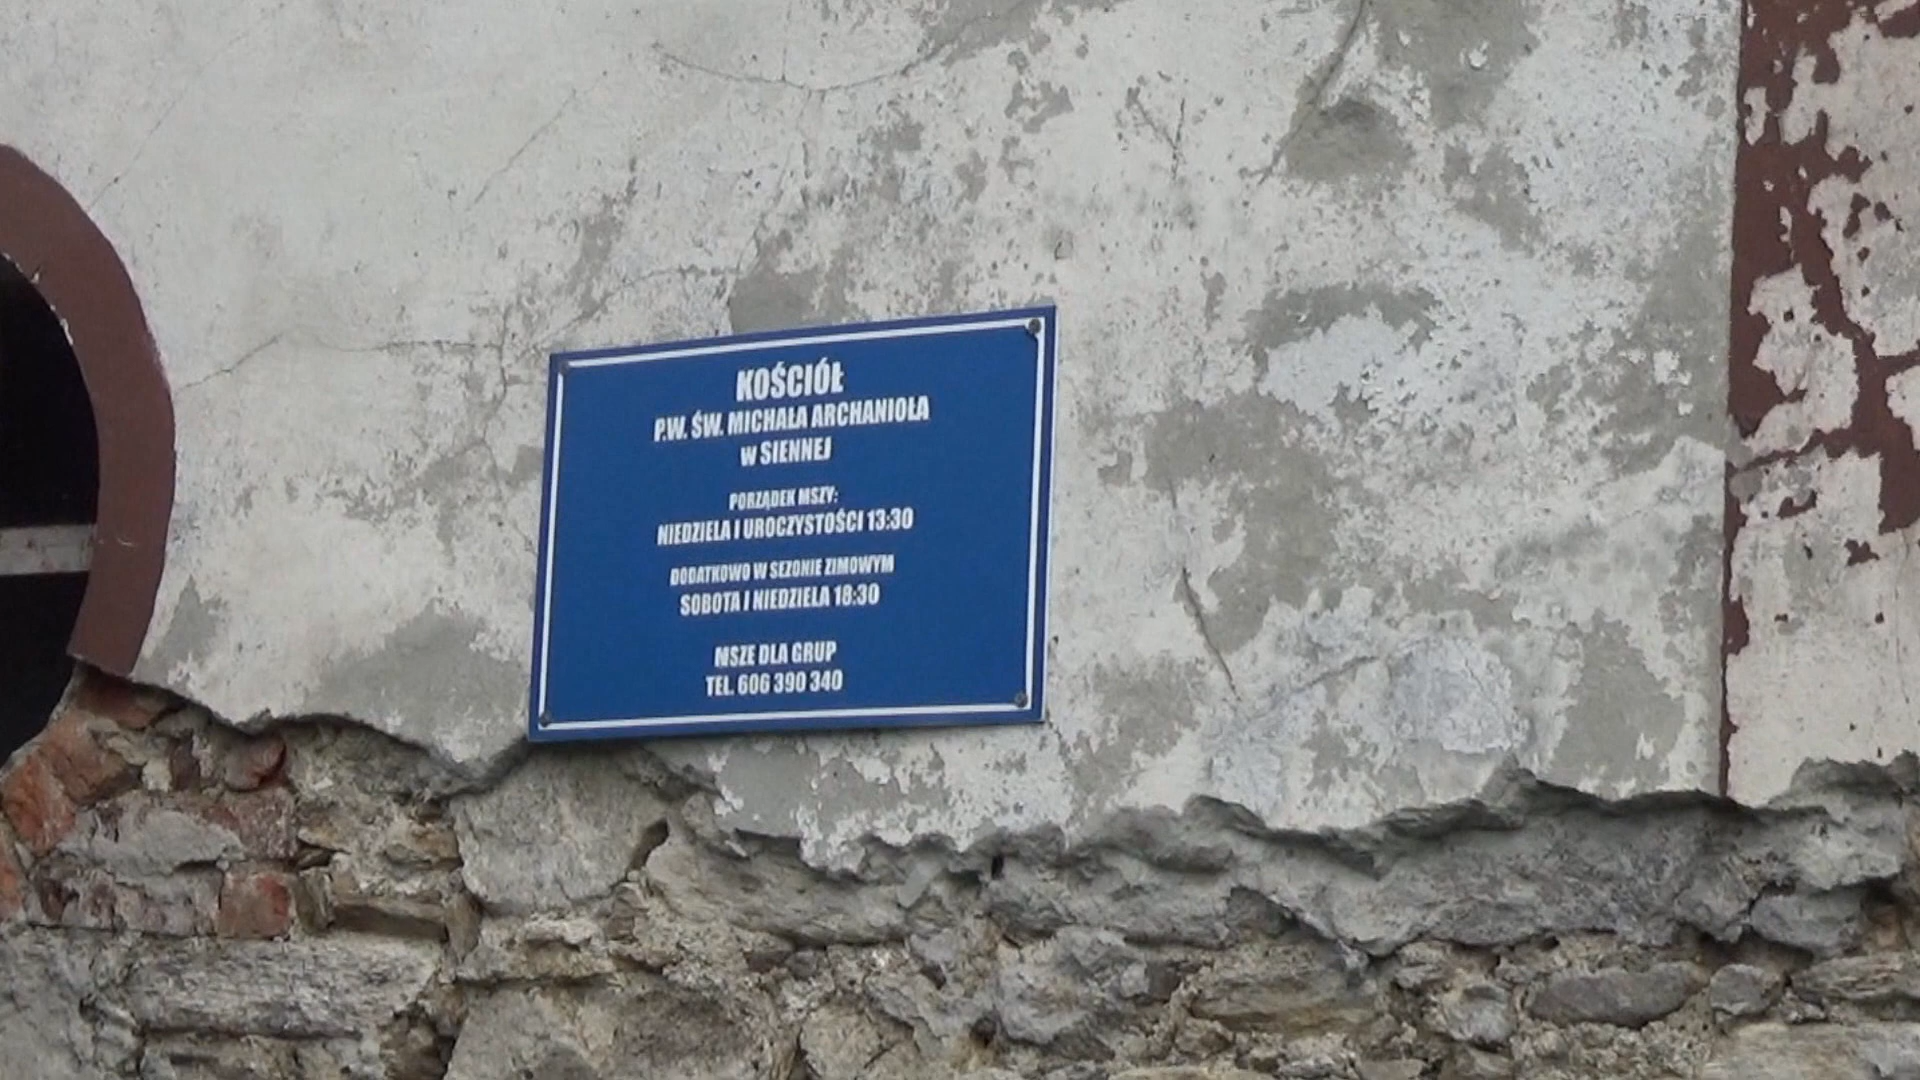 KOŚCIÓŁ
P.W. ŚW. MICHAŁA ARCHANIOŁA
w SIENNEJ
PORZĄDEK MSZY:
NIEDZIELA I UROCZYSTOŚCI 13:30
DODATKOWO W SEZONIE ZIMOWYM
SOBOTA I NIEDZIELA 18:30
MSZE DLA GRUP
TEL. 606 390 340